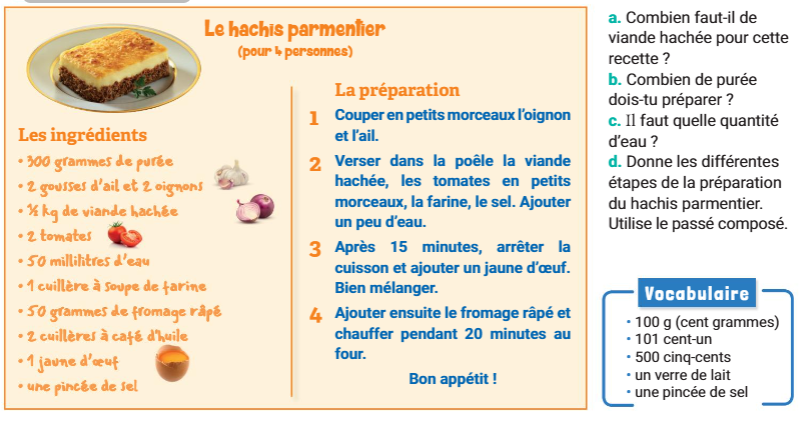 Le hachis parmentier
(pour 4 personnes)
Les ingrédients
• 300 grammes de purée
• 2 gousses d'ail et 2 oignons
• ½ kg de viande hachée
• 2 tomates
• 50 millilitres d'eau
• 1 cuillère à soupe de farine
• 50 grammes de fromage râpé
• 2 cuillères à café d'huile
• 1 jaune d'œuf
• une pincée de sel
La préparation
1 Couper en petits morceaux l'oignon
et l'ail.
2 Verser dans la poêle la viande
hachée, les tomates en petits
morceaux, la farine, le sel. Ajouter
un peu d'eau.
3 Après 15 minutes, arrêter la
cuisson et ajouter un jaune d'œuf.
Bien mélanger.
4 Ajouter ensuite le fromage râpé et
chauffer pendant 20 minutes au
four.
Bon appétit !
a. Combien faut-il de
viande hachée pour cette
recette ?
b. Combien de purée
dois-tu préparer ?
c. Il faut quelle quantité
d'eau ?
d. Donne les différentes
étapes de la préparation
du hachis parmentier.
Utilise le passé composé.
Vocabulaire
• 100 g (cent grammes)
• 101 cent-un
• 500 cinq-cents
• un verre de lait
• une pincée de sel